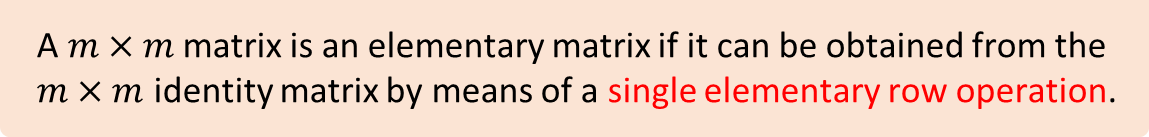 A 𝑚 × 𝑚 matrix is an elementary matrix if it can be obtained from the
𝑚 × 𝑚 identity matrix by means of a single elementary row operation.